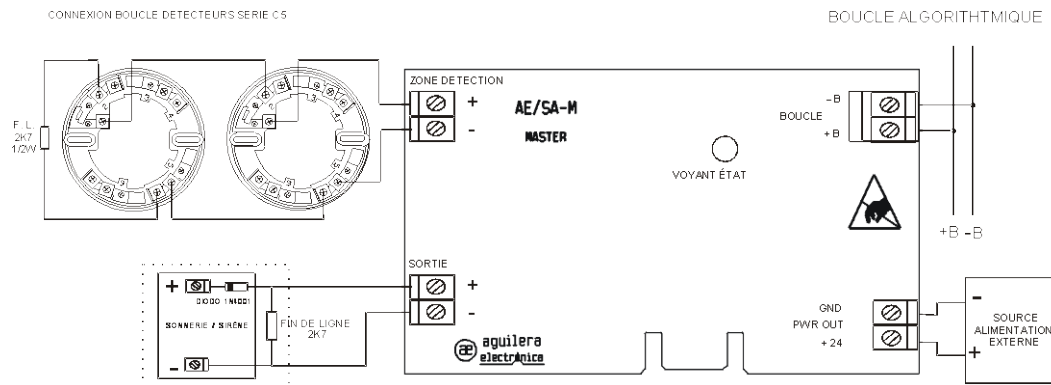 CONNEXION BOUCLE DETECTEURS SERIE C5
BOUCLE ALGORITHTMIQUE
ZONE DETECTION
+
-
AE/SA-M
MASTER
-B
BOUCLE
+B
VOYANT ÉTAT
F. L.
2K7
1/2W
+B -B
SORTIE
+
-
+
DIODO 1N4001
SONNERIE / SIRÈNE
FIN DE LIGNE
2K7
-
ae aguilera
electrónica
GND
PWR OUT
+ 24
-
SOURCE
ALIMENTATION
EXTERNE
+